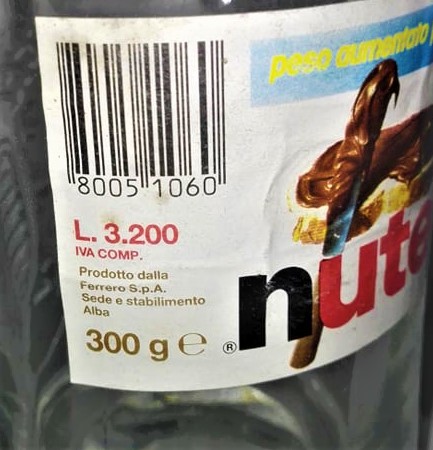 peso aumentato
8005 1060
L. 3.200
IVA COMP.
Prodotto dalla
Ferrero S.p.A.
Sede e stabilimento
Alba
300 g ℮
® nute